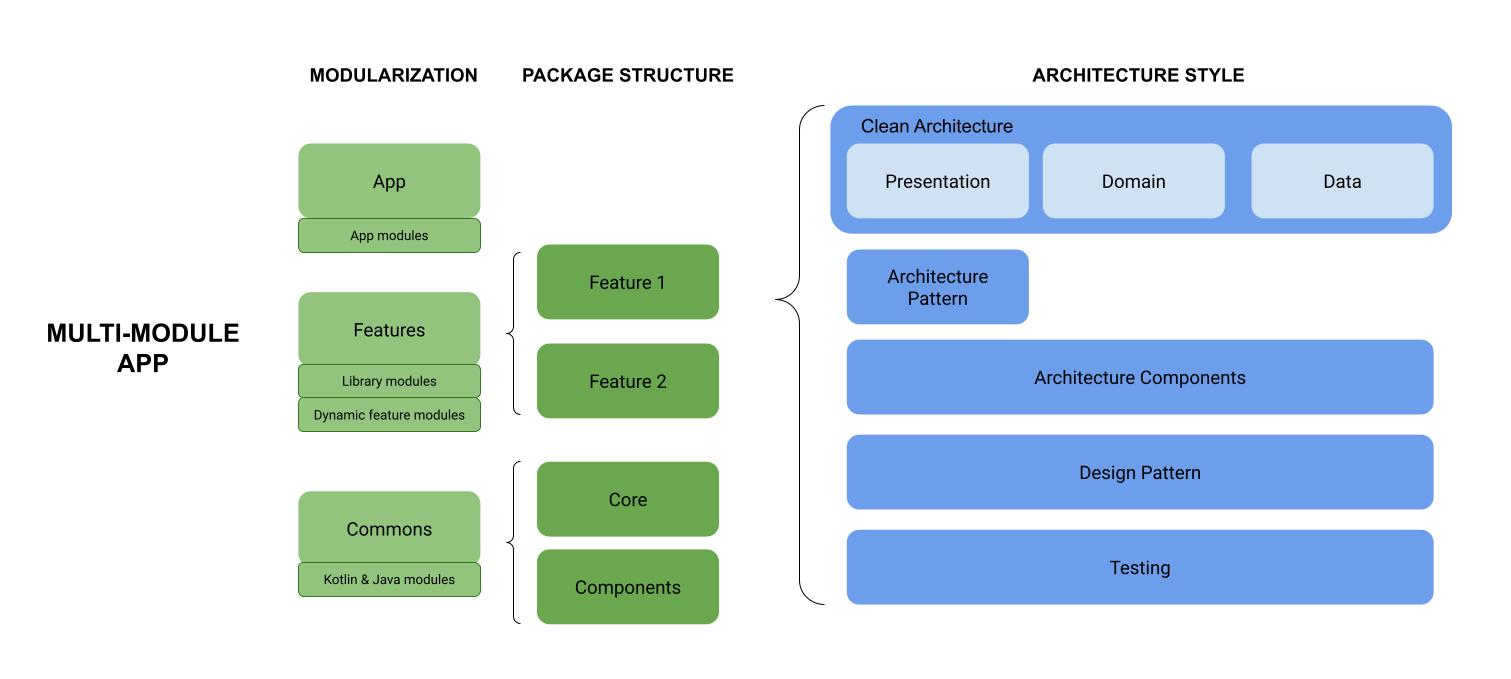 MODULARIZATION
PACKAGE STRUCTURE
ARCHITECTURE STYLE
MULTI-MODULE
APP
App
App modules
Features
Library modules
Dynamic feature modules
Commons
Kotlin & Java modules
Feature 1
Feature 2
Core
Components
Clean Architecture
Presentation
Domain
Data
Architecture
Pattern
Architecture Components
Design Pattern
Testing